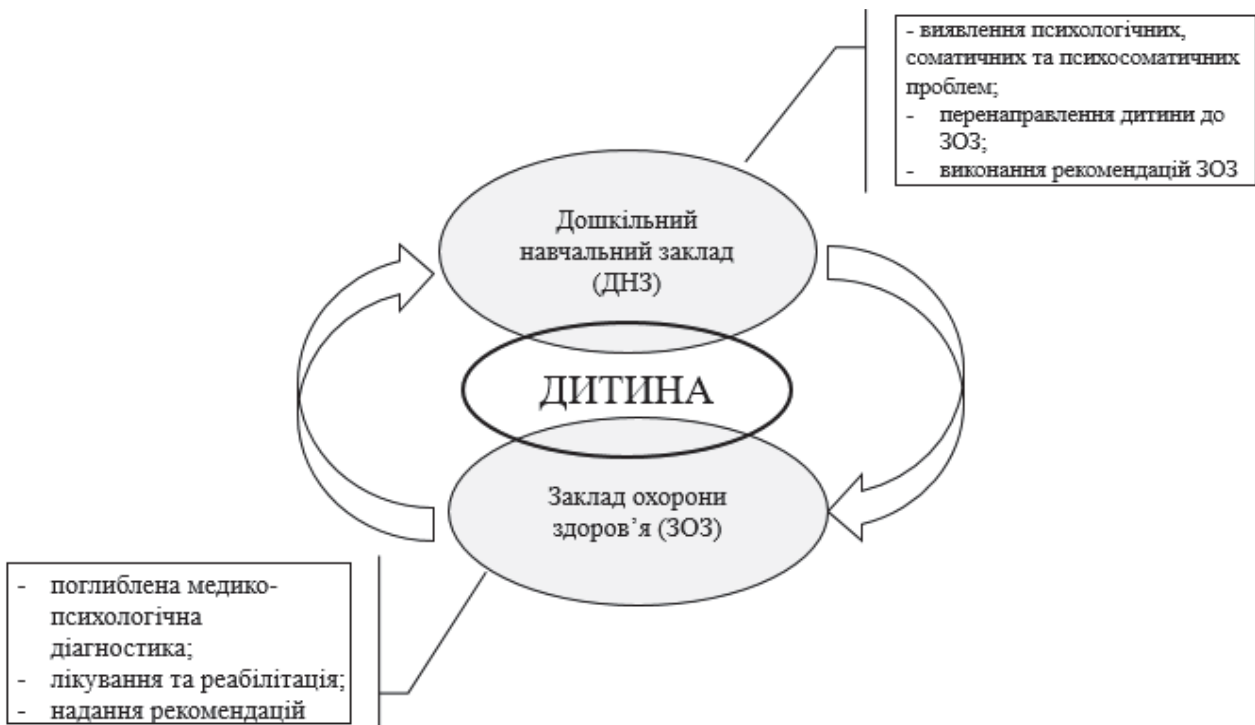 - виявлення психологічних,
соматичних та психосоматичних
проблем;
- перенаправлення дитини до
ЗОЗ;
- виконання рекомендацій ЗОЗ
Дошкільний
навчальний заклад
(ДНЗ)
ДИТИНА
Заклад охорони
здоров’я (ЗОЗ)
- поглиблена медико-
психологічна
діагностика;
- лікування та реабілітація;
- надання рекомендацій